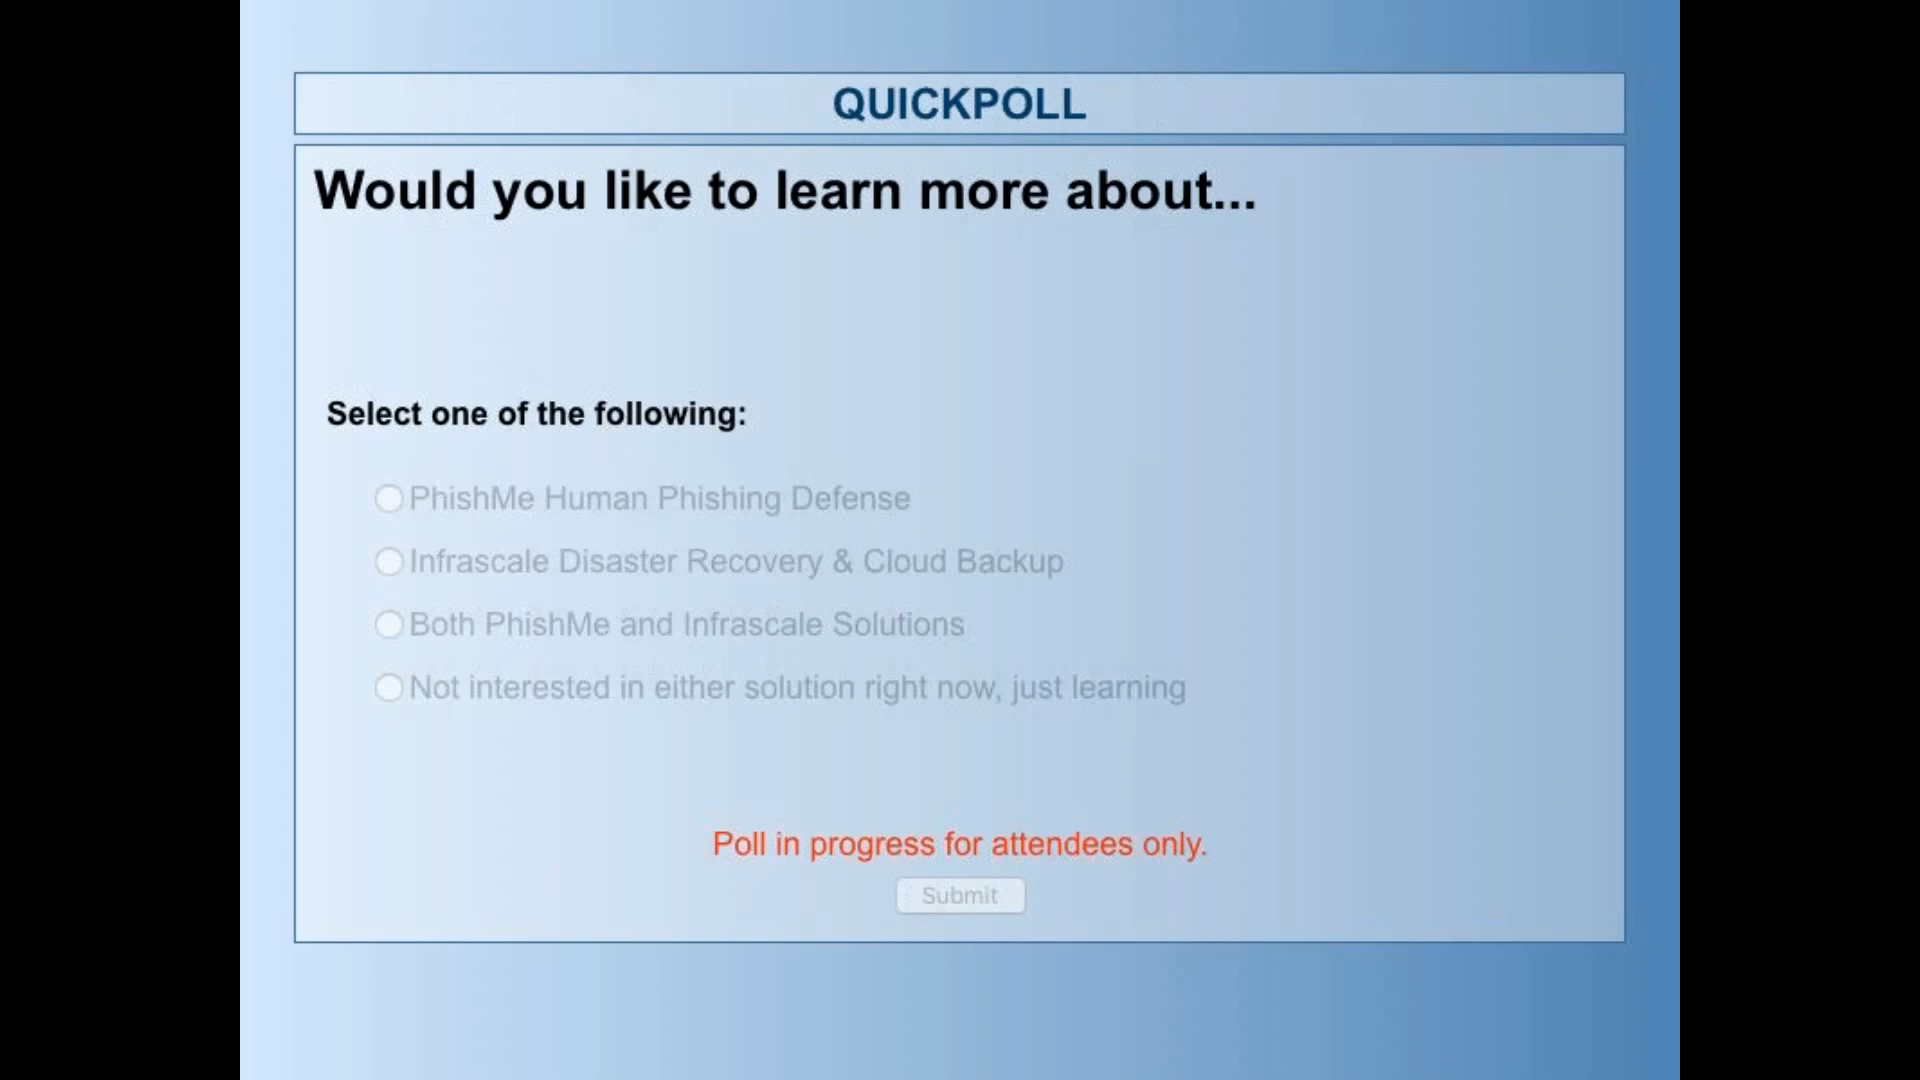 QUICKPOLL
Would you like to learn more about...
Select one of the following:
PhishMe Human Phishing Defense
Infrascale Disaster Recovery & Cloud Backup
Both PhishMe and Infrascale Solutions
Not interested in either solution right now, just learning
Poll in progress for attendees only.
Submit